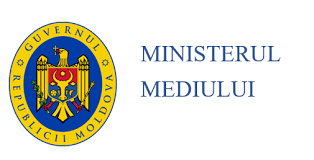 GUVERNUL
REPUBLICII MOLDOVA
MINISTERUL
MEDIULUI